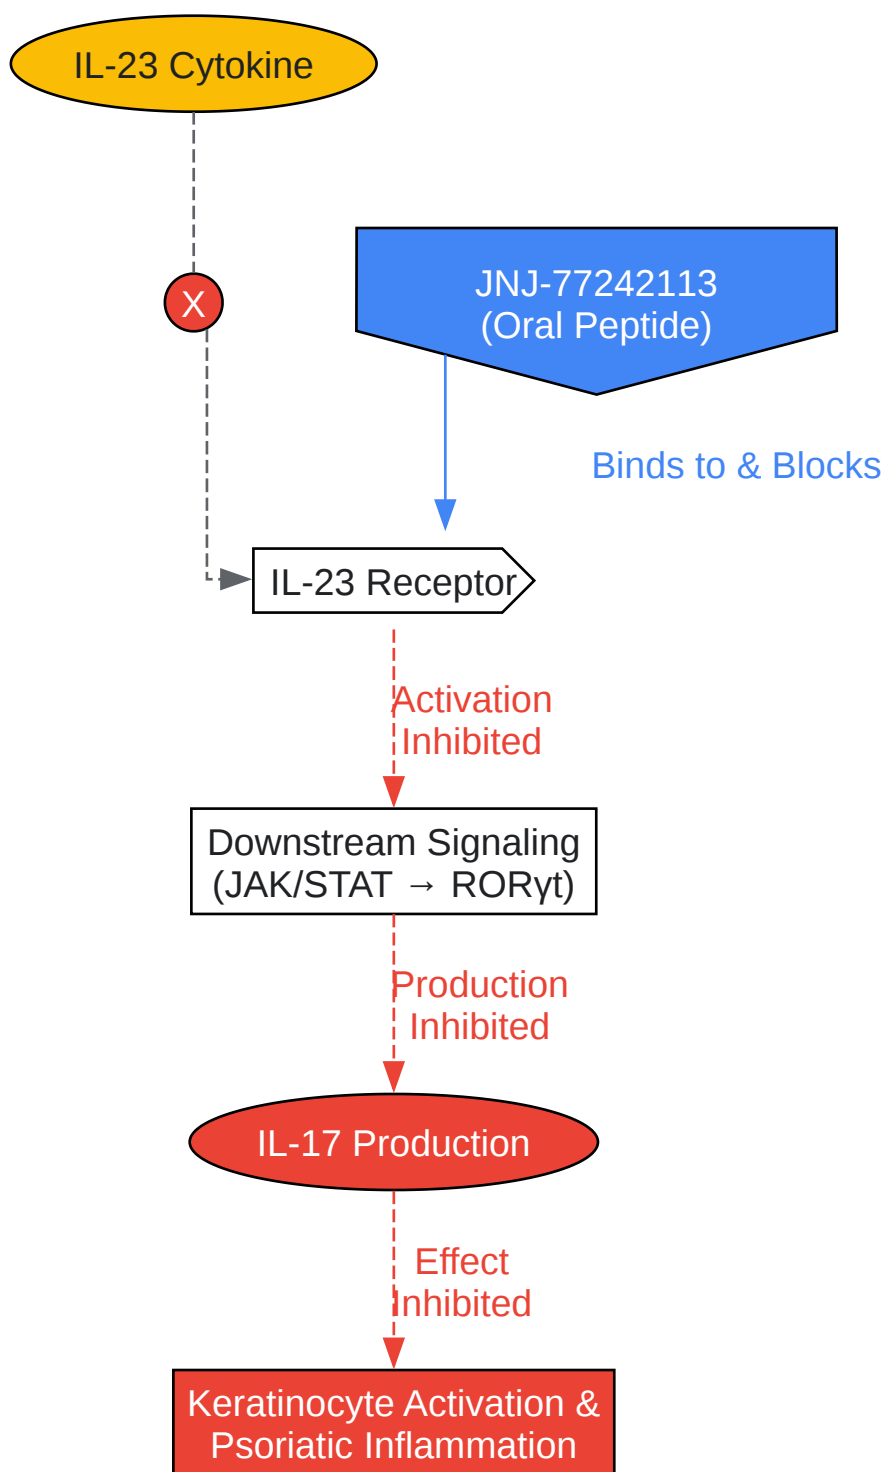 IL-23 Cytokine
X
JNJ-77242113
(Oral Peptide)
Binds to & Blocks
IL-23 Receptor
Activation
Inhibited
Downstream Signaling
(JAK/STAT → RORγt)
Production
Inhibited
IL-17 Production
Effect
Inhibited
Keratinocyte Activation &
Psoriatic Inflammation